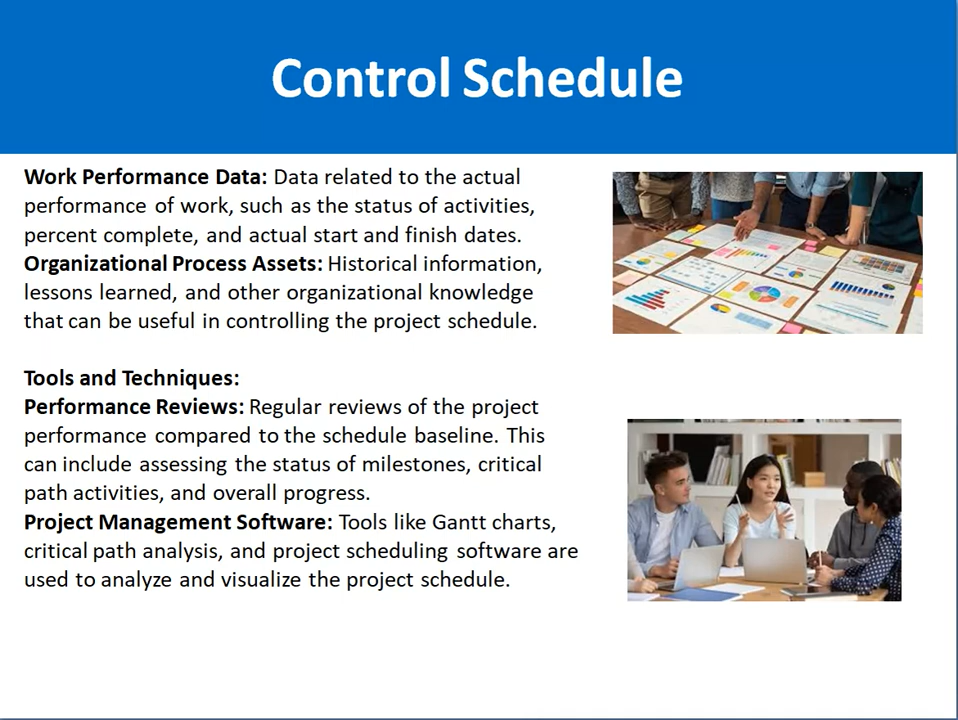 Control Schedule
Work Performance Data: Data related to the actual
performance of work, such as the status of activities,
percent complete, and actual start and finish dates.
Organizational Process Assets: Historical information,
lessons learned, and other organizational knowledge
that can be useful in controlling the project schedule.
Tools and Techniques:
Performance Reviews: Regular reviews of the project
performance compared to the schedule baseline. This
can include assessing the status of milestones, critical
path activities, and overall progress.
Project Management Software: Tools like Gantt charts,
critical path analysis, and project scheduling software are
used to analyze and visualize the project schedule.